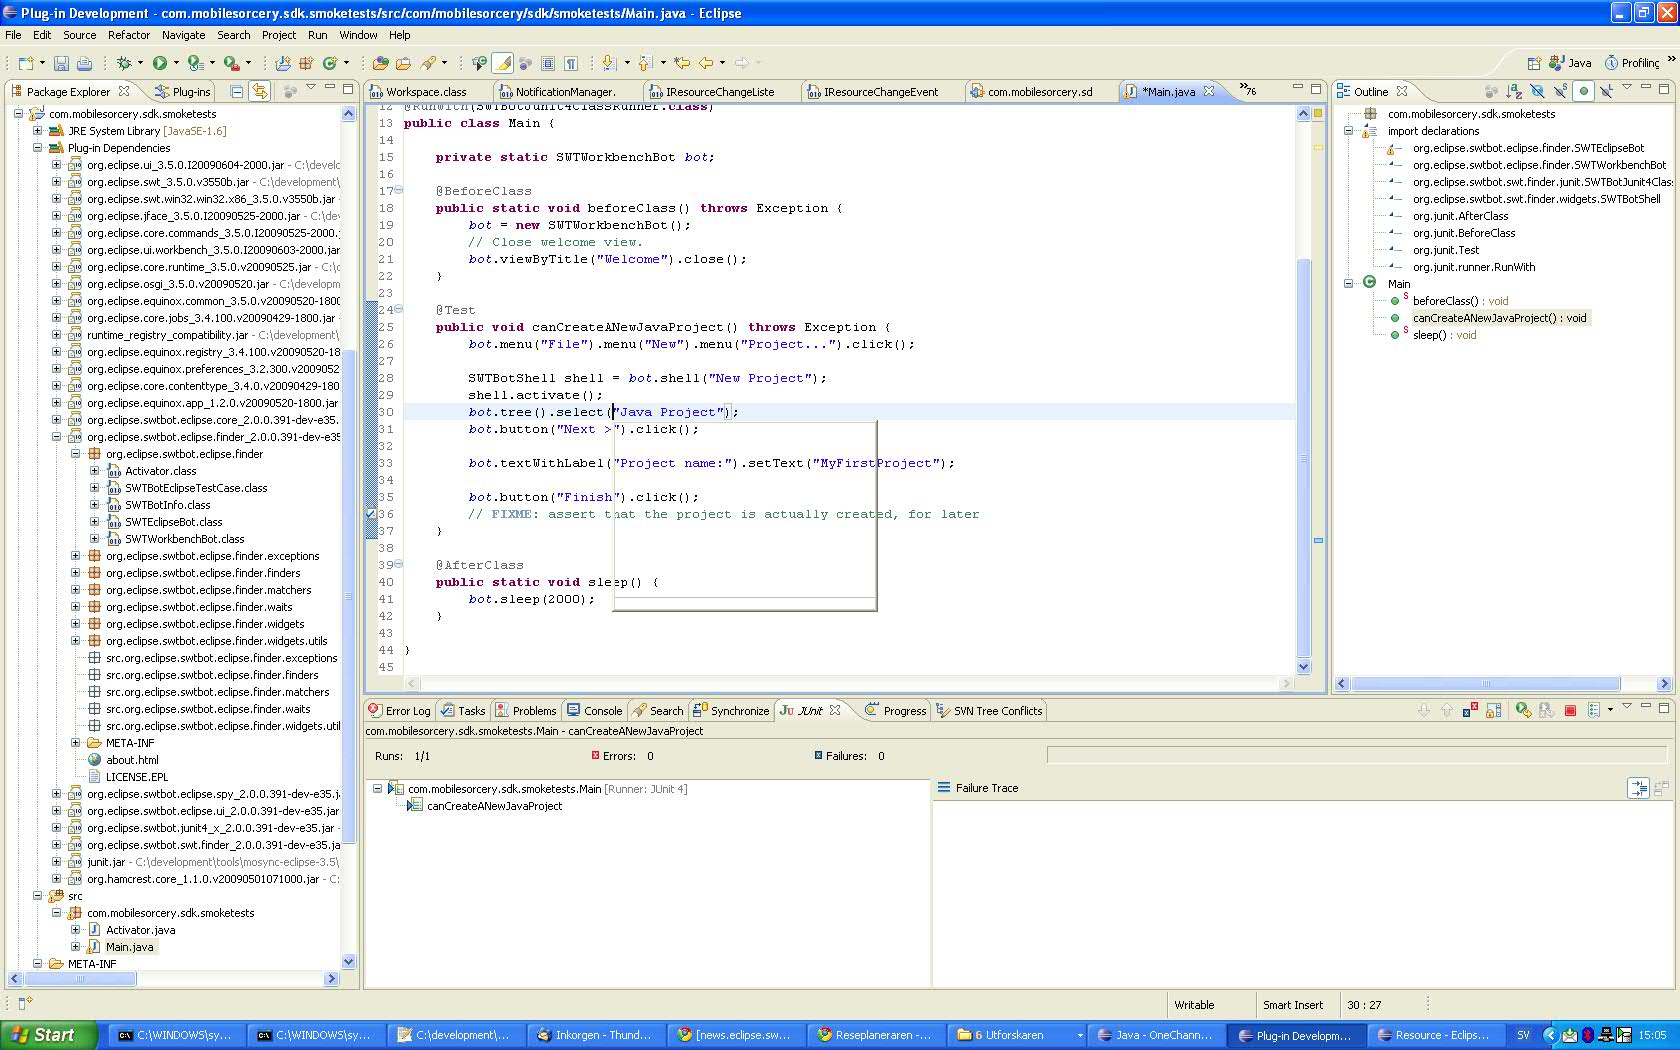 Plug-in Development - com.mobilesorcery.sdk.smoketests/src/com/mobilesorcery/sdk/smoketests/Main.java - Eclipse
File Edit Source Refactor Navigate Search Project Run Window Help
Java Profiling »
Package Explorer Plug-ins
com.mobilesorcery.sdk.smoketests
JRE System Library [JavaSE-1.6]
Plug-in Dependencies
org.eclipse.ui_3.5.0.I20090604-2000.jar - C:\develo
org.eclipse.swt_3.5.0.v3550b.jar - C:\development\
org.eclipse.swt.win32.win32.x86_3.5.0.v3550b.jar
org.eclipse.jface_3.5.0.I20090525-2000.jar - C:\dev
org.eclipse.core.commands_3.5.0.I20090525-2000.
org.eclipse.ui.workbench_3.5.0.I20090603-2000.jar
org.eclipse.core.runtime_3.5.0.v20090525.jar - C:\
org.eclipse.osgi_3.5.0.v20090520.jar - C:\developm
org.eclipse.equinox.common_3.5.0.v20090520-1800
org.eclipse.core.jobs_3.4.100.v20090429-1800.jar
runtime_registry_compatibility.jar - C:\development\
org.eclipse.equinox.registry_3.4.100.v20090520-18
org.eclipse.equinox.preferences_3.2.300.v2009052
org.eclipse.core.contenttype_3.4.0.v20090429-180
org.eclipse.equinox.app_1.2.0.v20090520-1800.jar
org.eclipse.swtbot.eclipse.core_2.0.0.391-dev-e35.
org.eclipse.swtbot.eclipse.finder_2.0.0.391-dev-e35
org.eclipse.swtbot.eclipse.finder
Activator.class
SWTBotEclipseTestCase.class
SWTBotInfo.class
SWTEclipseBot.class
SWTWorkbenchBot.class
org.eclipse.swtbot.eclipse.finder.exceptions
org.eclipse.swtbot.eclipse.finder.finders
org.eclipse.swtbot.eclipse.finder.matchers
org.eclipse.swtbot.eclipse.finder.waits
org.eclipse.swtbot.eclipse.finder.widgets
org.eclipse.swtbot.eclipse.finder.widgets.utils
src.org.eclipse.swtbot.eclipse.finder.exceptions
src.org.eclipse.swtbot.eclipse.finder.finders
src.org.eclipse.swtbot.eclipse.finder.matchers
src.org.eclipse.swtbot.eclipse.finder.waits
src.org.eclipse.swtbot.eclipse.finder.widgets.util
META-INF
about.html
LICENSE.EPL
org.eclipse.swtbot.eclipse.spy_2.0.0.391-dev-e35.j
org.eclipse.swtbot.eclipse.ui_2.0.0.391-dev-e35.jar
org.eclipse.swtbot.junit4_x_2.0.0.391-dev-e35.jar -
org.eclipse.swtbot.swt.finder_2.0.0.391-dev-e35.ja
junit.jar - C:\development\tools\mosync-eclipse-3.5\
org.hamcrest.core_1.1.0.v20090501071000.jar - C:
src
com.mobilesorcery.sdk.smoketests
Activator.java
Main.java
META-INF
Workspace.class NotificationManager. IResourceChangeListe IResourceChangeEvent com.mobilesorcery.sd *Main.java »76
12 @RunWith(SWTBotJunit4ClassRunner.class)
13 public class Main {
14
15 private static SWTWorkbenchBot bot;
16
17 @BeforeClass
18 public static void beforeClass() throws Exception {
19 bot = new SWTWorkbenchBot();
20 // Close welcome view.
21 bot.viewByTitle("Welcome").close();
22 }
23
24 @Test
25 public void canCreateANewJavaProject() throws Exception {
26 bot.menu("File").menu("New").menu("Project...").click();
27
28 SWTBotShell shell = bot.shell("New Project");
29 shell.activate();
30 bot.tree().select("Java Project");
31 bot.button("Next >").click();
32
33 bot.textWithLabel("Project name:").setText("MyFirstProject");
34
35 bot.button("Finish").click();
36 // FIXME: assert that the project is actually created, for later
37 }
38
39 @AfterClass
40 public static void sleep() {
41 bot.sleep(2000);
42 }
43
44 }
45
Outline
com.mobilesorcery.sdk.smoketests
import declarations
org.eclipse.swtbot.eclipse.finder.SWTEclipseBot
org.eclipse.swtbot.eclipse.finder.SWTWorkbenchBot
org.eclipse.swtbot.swt.finder.junit.SWTBotJunit4Clas
org.eclipse.swtbot.swt.finder.widgets.SWTBotShell
org.junit.AfterClass
org.junit.BeforeClass
org.junit.Test
org.junit.runner.RunWith
Main
beforeClass() : void
canCreateANewJavaProject() : void
sleep() : void
Error Log Tasks Problems Console Search Synchronize JUnit Progress SVN Tree Conflicts
com.mobilesorcery.sdk.smoketests.Main - canCreateANewJavaProject
Runs: 1/1 Errors: 0 Failures: 0
com.mobilesorcery.sdk.smoketests.Main [Runner: JUnit 4]
canCreateANewJavaProject
Failure Trace
Writable Smart Insert 30 : 27
Start C:\WINDOWS\sy... C:\WINDOWS\sy... C:\development\... Inkorgen - Thund... [news.eclipse.sw... Reseplaneraren -... 6 Utforskaren Java - OneChann... Plug-in Developm... Resource - Eclips... SV 15:05